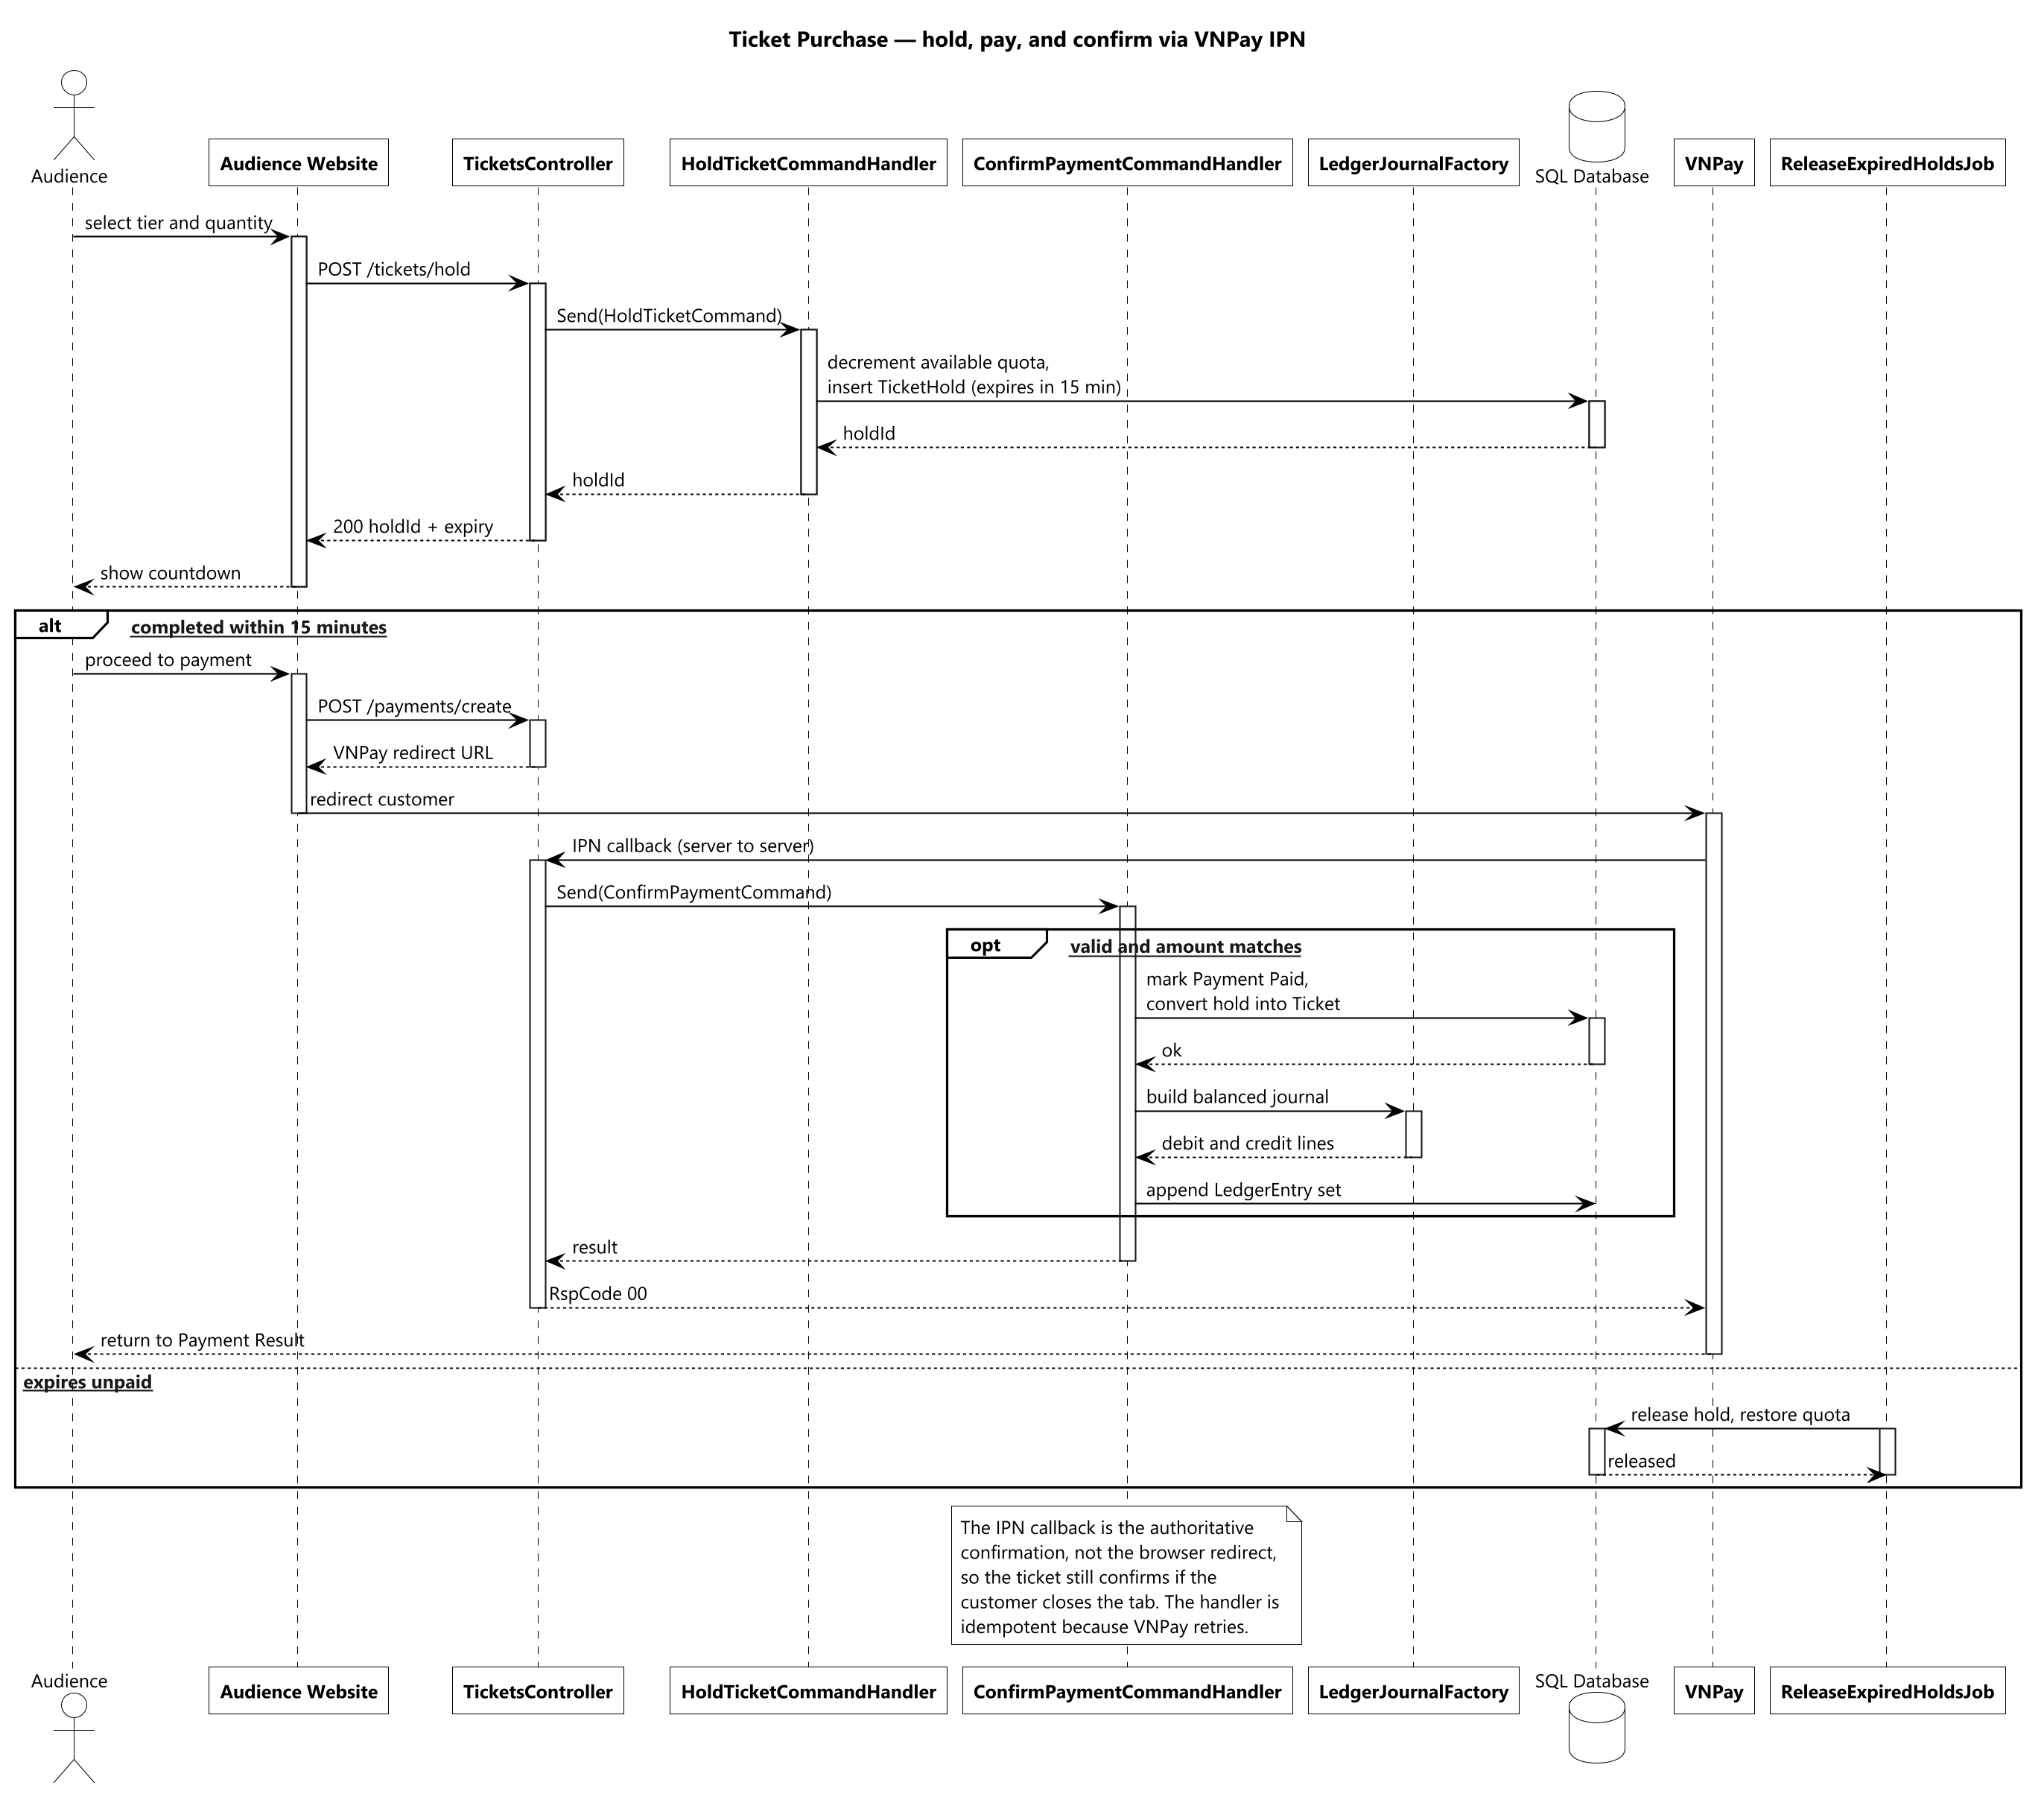 Ticket Purchase — hold, pay, and confirm via VNPay IPN
Audience
Audience Website
TicketsController
HoldTicketCommandHandler
ConfirmPaymentCommandHandler
LedgerJournalFactory
SQL Database
VNPay
ReleaseExpiredHoldsJob
select tier and quantity
POST /tickets/hold
Send(HoldTicketCommand)
decrement available quota,
insert TicketHold (expires in 15 min)
holdId
holdId
200 holdId + expiry
show countdown
alt
completed within 15 minutes
proceed to payment
POST /payments/create
VNPay redirect URL
redirect customer
IPN callback (server to server)
Send(ConfirmPaymentCommand)
opt
valid and amount matches
mark Payment Paid,
convert hold into Ticket
ok
build balanced journal
debit and credit lines
append LedgerEntry set
result
RspCode 00
return to Payment Result
expires unpaid
release hold, restore quota
released
The IPN callback is the authoritative
confirmation, not the browser redirect,
so the ticket still confirms if the
customer closes the tab. The handler is
idempotent because VNPay retries.
Audience
Audience Website
TicketsController
HoldTicketCommandHandler
ConfirmPaymentCommandHandler
LedgerJournalFactory
SQL Database
VNPay
ReleaseExpiredHoldsJob